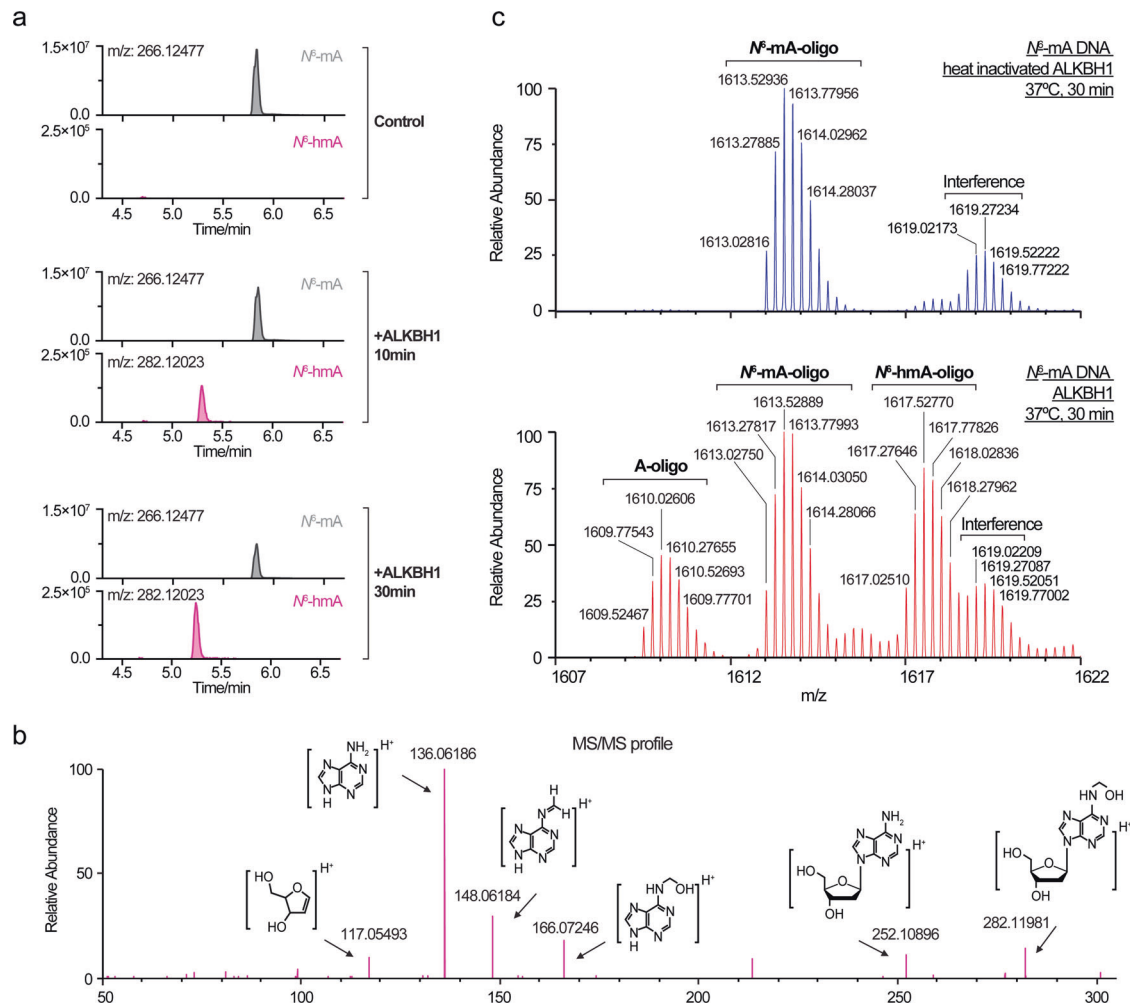 a
1.5×10⁷
m/z: 266.12477
N⁶-mA
0.0
2.5×10⁵
N⁶-hmA
0.0
4.5 5.0 5.5 6.0 6.5
Time/min
Control
1.5×10⁷
m/z: 266.12477
N⁶-mA
0.0
2.5×10⁵
m/z: 282.12023
N⁶-hmA
0.0
4.5 5.0 5.5 6.0 6.5
Time/min
+ALKBH1
10min
1.5×10⁷
m/z: 266.12477
N⁶-mA
0.0
2.5×10⁵
m/z: 282.12023
N⁶-hmA
0.0
4.5 5.0 5.5 6.0 6.5
Time/min
+ALKBH1
30min
c
N⁶-mA DNA
heat inactivated ALKBH1
37ºC, 30 min
Relative Abundance
100
75
50
25
0
N⁶-mA-oligo
1613.52936
1613.77956
1613.27885
1614.02962
1614.28037
1613.02816
Interference
1619.27234
1619.02173
1619.52222
1619.77222
N⁶-mA DNA
ALKBH1
37ºC, 30 min
Relative Abundance
100
75
50
25
0
A-oligo
1610.02606
1609.77543
1610.27655
1610.52693
1609.77701
1609.52467
N⁶-mA-oligo
1613.52889
1613.27817
1613.77993
1613.02750
1614.03050
1614.28066
N⁶-hmA-oligo
1617.52770
1617.77826
1617.27646
1618.02836
1618.27962
1617.02510
Interference
1619.02209
1619.27087
1619.52051
1619.77002
1607 1612 1617 1622
m/z
b
MS/MS profile
Relative Abundance
100
50
0
50 100 150 200 250 300
HO
O
HO
H⁺
117.05493
NH₂
N
N
N
N
H
H⁺
136.06186
H
N
H
N
N
N
N
H
H⁺
148.06184
HN
OH
N
N
N
N
H
H⁺
166.07246
NH₂
N
N
N
N
HO
O
OH
H⁺
252.10896
HN
OH
N
N
N
N
HO
O
OH
H⁺
282.11981